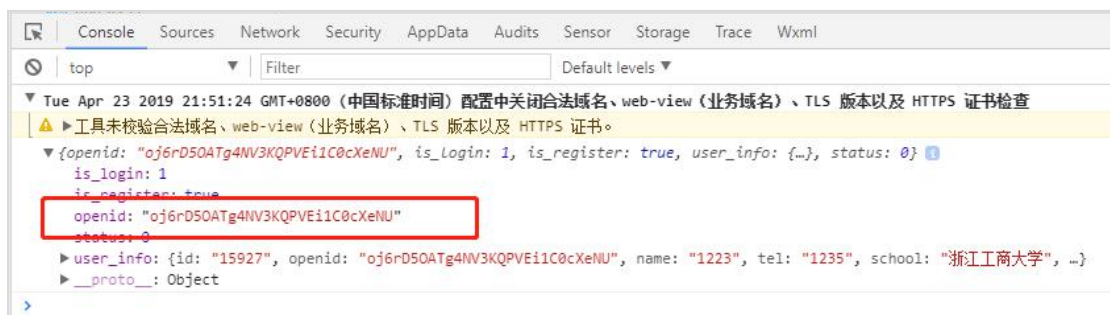 Console Sources Network Security AppData Audits Sensor Storage Trace Wxml
top Filter Default levels
Tue Apr 23 2019 21:51:24 GMT+0800 (中国标准时间) 配置中关闭合法域名、web-view (业务域名) 、TLS 版本以及 HTTPS 证书检查
工具未校验合法域名、web-view (业务域名) 、TLS 版本以及 HTTPS 证书。
{openid: "oj6rD5OATg4NV3KQPVEi1C0cXeNU", is_login: 1, is_register: true, user_info: {…}, status: 0}
is_login: 1
is_register: true
openid: "oj6rD5OATg4NV3KQPVEi1C0cXeNU"
status: 0
user_info: {id: "15927", openid: "oj6rD5OATg4NV3KQPVEi1C0cXeNU", name: "1223", tel: "1235", school: "浙江工商大学", …}
__proto__: Object